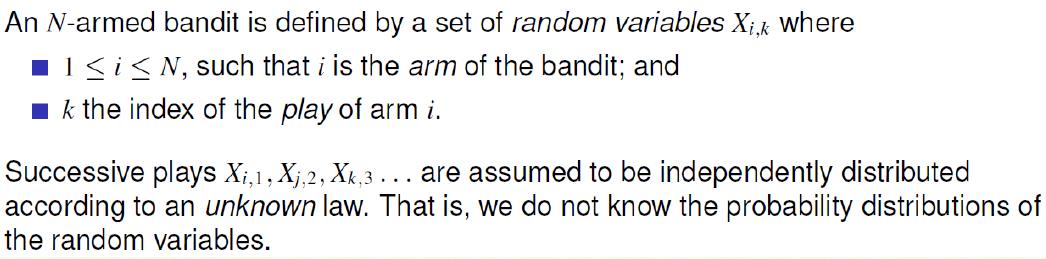 An N-armed bandit is defined by a set of random variables X_{i,k} where
■ 1 ≤ i ≤ N, such that i is the arm of the bandit; and
■ k the index of the play of arm i.
Successive plays X_{i,1}, X_{j,2}, X_{k,3} ... are assumed to be independently distributed
according to an unknown law. That is, we do not know the probability distributions of
the random variables.